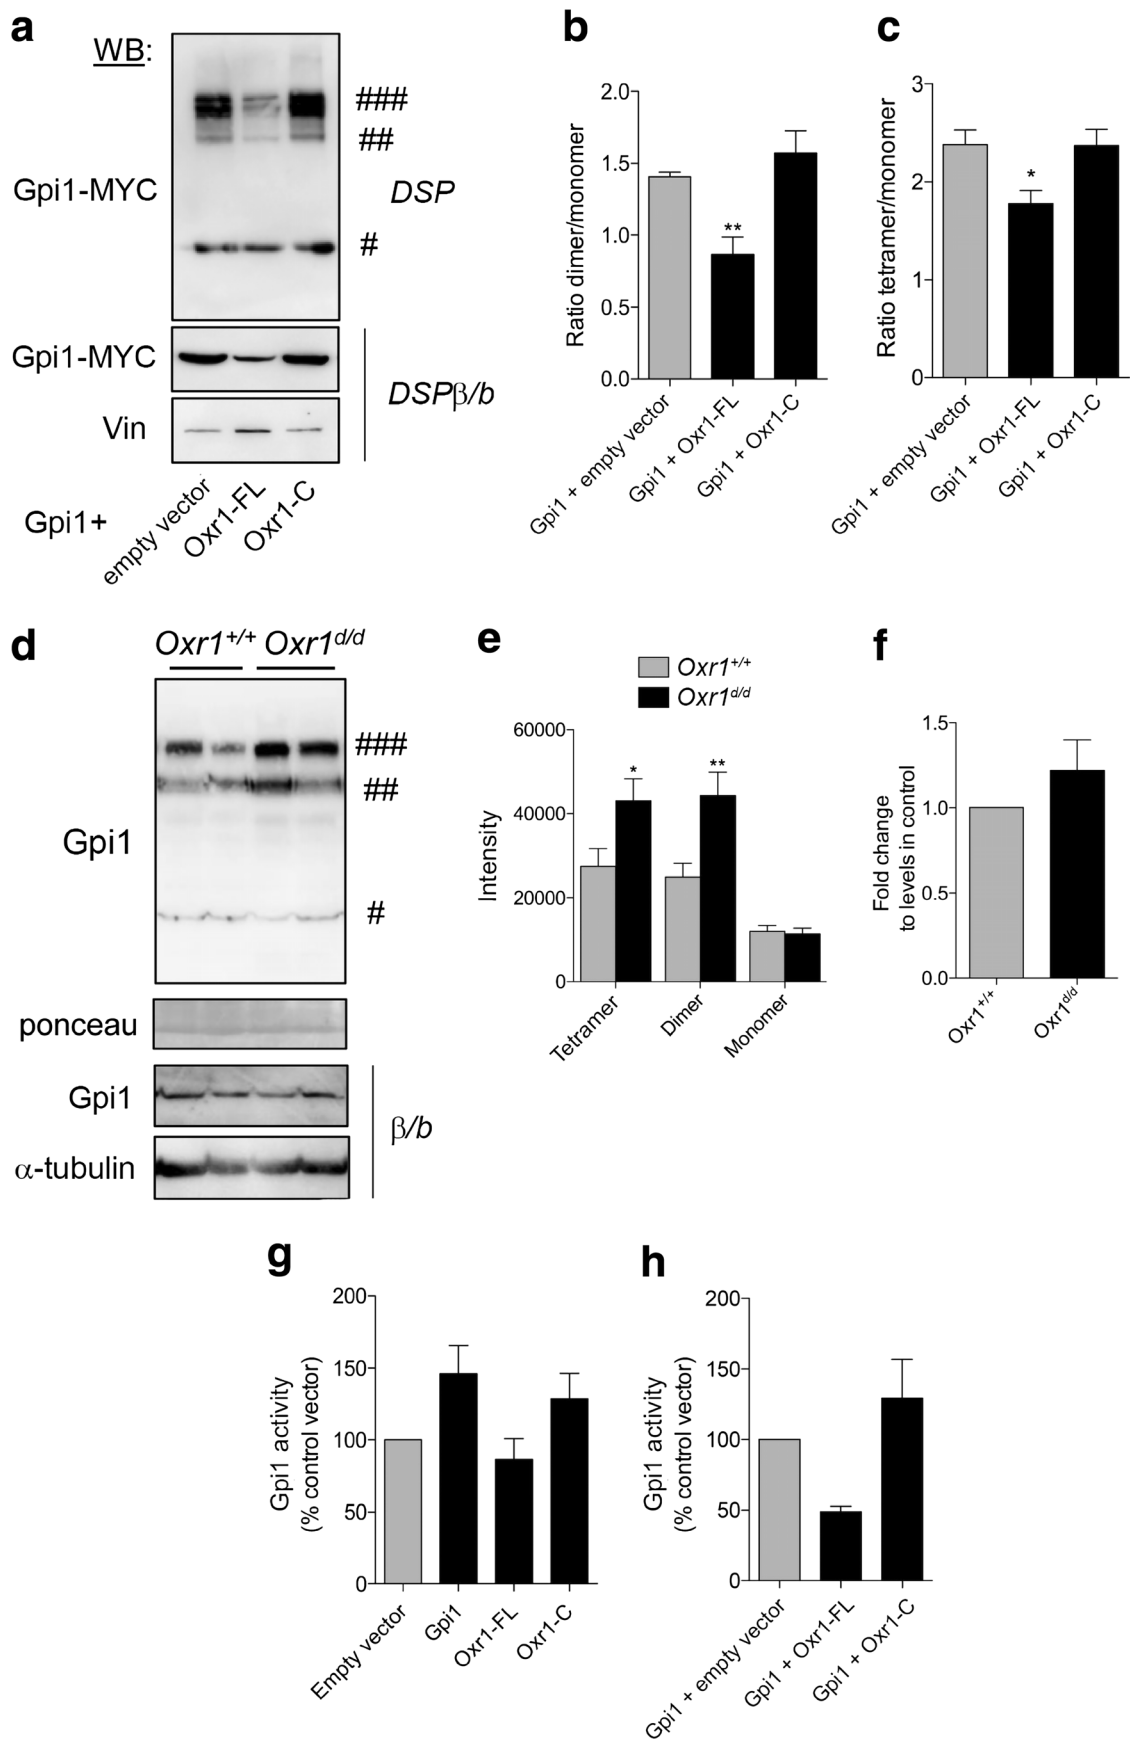 a
WB:
###
##
Gpi1-MYC
DSP
#
Gpi1-MYC
DSPβ/b
Vin
Gpi1+
empty vector
Oxr1-FL
Oxr1-C
b
Ratio dimer/monomer
2.0
1.5
1.0
0.5
0.0
**
Gpi1 + empty vector
Gpi1 + Oxr1-FL
Gpi1 + Oxr1-C
c
Ratio tetramer/monomer
3
2
1
0
*
Gpi1 + empty vector
Gpi1 + Oxr1-FL
Gpi1 + Oxr1-C
d
Oxr1+/+ Oxr1d/d
###
##
Gpi1
#
ponceau
Gpi1
β/b
α-tubulin
e
Oxr1+/+
Oxr1d/d
Intensity
60000
40000
20000
0
*
**
Tetramer
Dimer
Monomer
f
Fold change
to levels in control
1.5
1.0
0.5
0.0
Oxr1+/+
Oxr1d/d
g
Gpi1 activity
(% control vector)
200
150
100
50
0
Empty vector
Gpi1
Oxr1-FL
Oxr1-C
h
Gpi1 activity
(% control vector)
200
150
100
50
0
Gpi1 + empty vector
Gpi1 + Oxr1-FL
Gpi1 + Oxr1-C